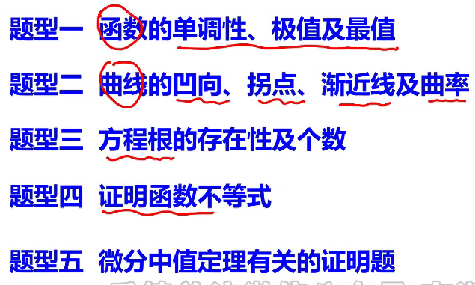 题型一 函数的单调性、极值及最值
题型二 曲线的凹向、拐点、渐近线及曲率
题型三 方程根的存在性及个数
题型四 证明函数不等式
题型五 微分中值定理有关的证明题